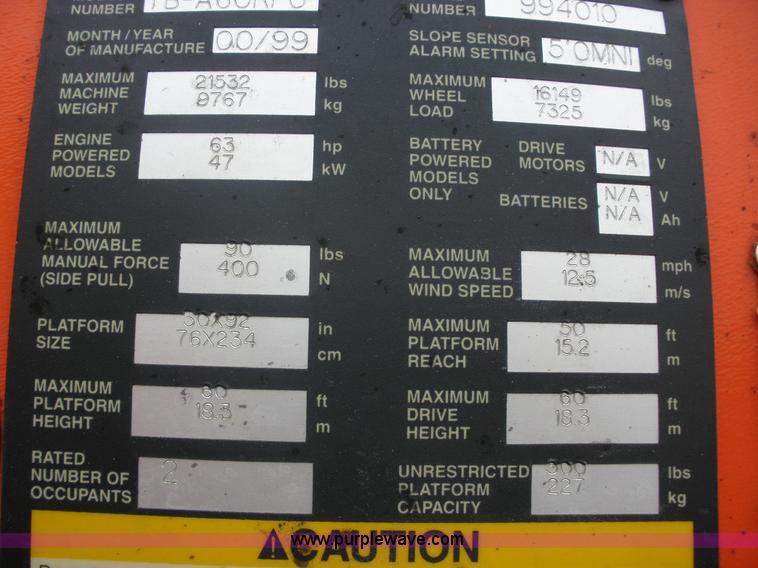 TB-A60RPO
NUMBER 994010
MONTH / YEAR
OF MANUFACTURE 00/99
SLOPE SENSOR
ALARM SETTING 5°OMNI deg
MAXIMUM
MACHINE
WEIGHT
21532 lbs
9767 kg
MAXIMUM
WHEEL
LOAD
16149 lbs
7325 kg
ENGINE
POWERED
MODELS
63 hp
47 kW
BATTERY
POWERED
MODELS
ONLY
DRIVE
MOTORS
N/A V
BATTERIES
N/A V
N/A Ah
MAXIMUM
ALLOWABLE
MANUAL FORCE
(SIDE PULL)
90 lbs
400 N
MAXIMUM
ALLOWABLE
WIND SPEED
28 mph
12.5 m/s
PLATFORM
SIZE
30X92 in
76X234 cm
MAXIMUM
PLATFORM
REACH
50 ft
15.2 m
MAXIMUM
PLATFORM
HEIGHT
60 ft
18.3 m
MAXIMUM
DRIVE
HEIGHT
60 ft
18.3 m
RATED
NUMBER OF
OCCUPANTS
2
UNRESTRICTED
PLATFORM
CAPACITY
500 lbs
227 kg
CAUTION
www.purplewave.com